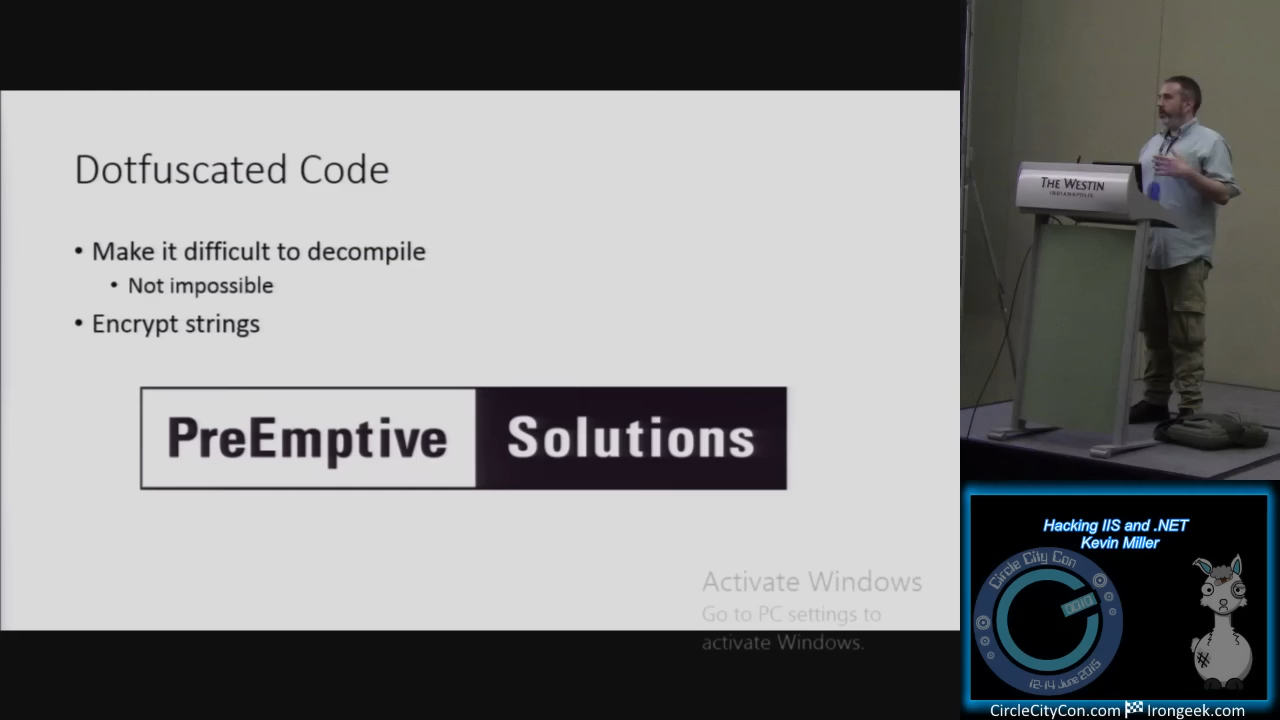 Dotfuscated Code
• Make it difficult to decompile
• Not impossible
• Encrypt strings
PreEmptive Solutions
Activate Windows
Go to PC settings to
activate Windows.
THE WESTIN
INDIANAPOLIS
Hacking IIS and .NET
Kevin Miller
Circle City Con
12-14 June 2015
CircleCityCon.com Irongeek.com